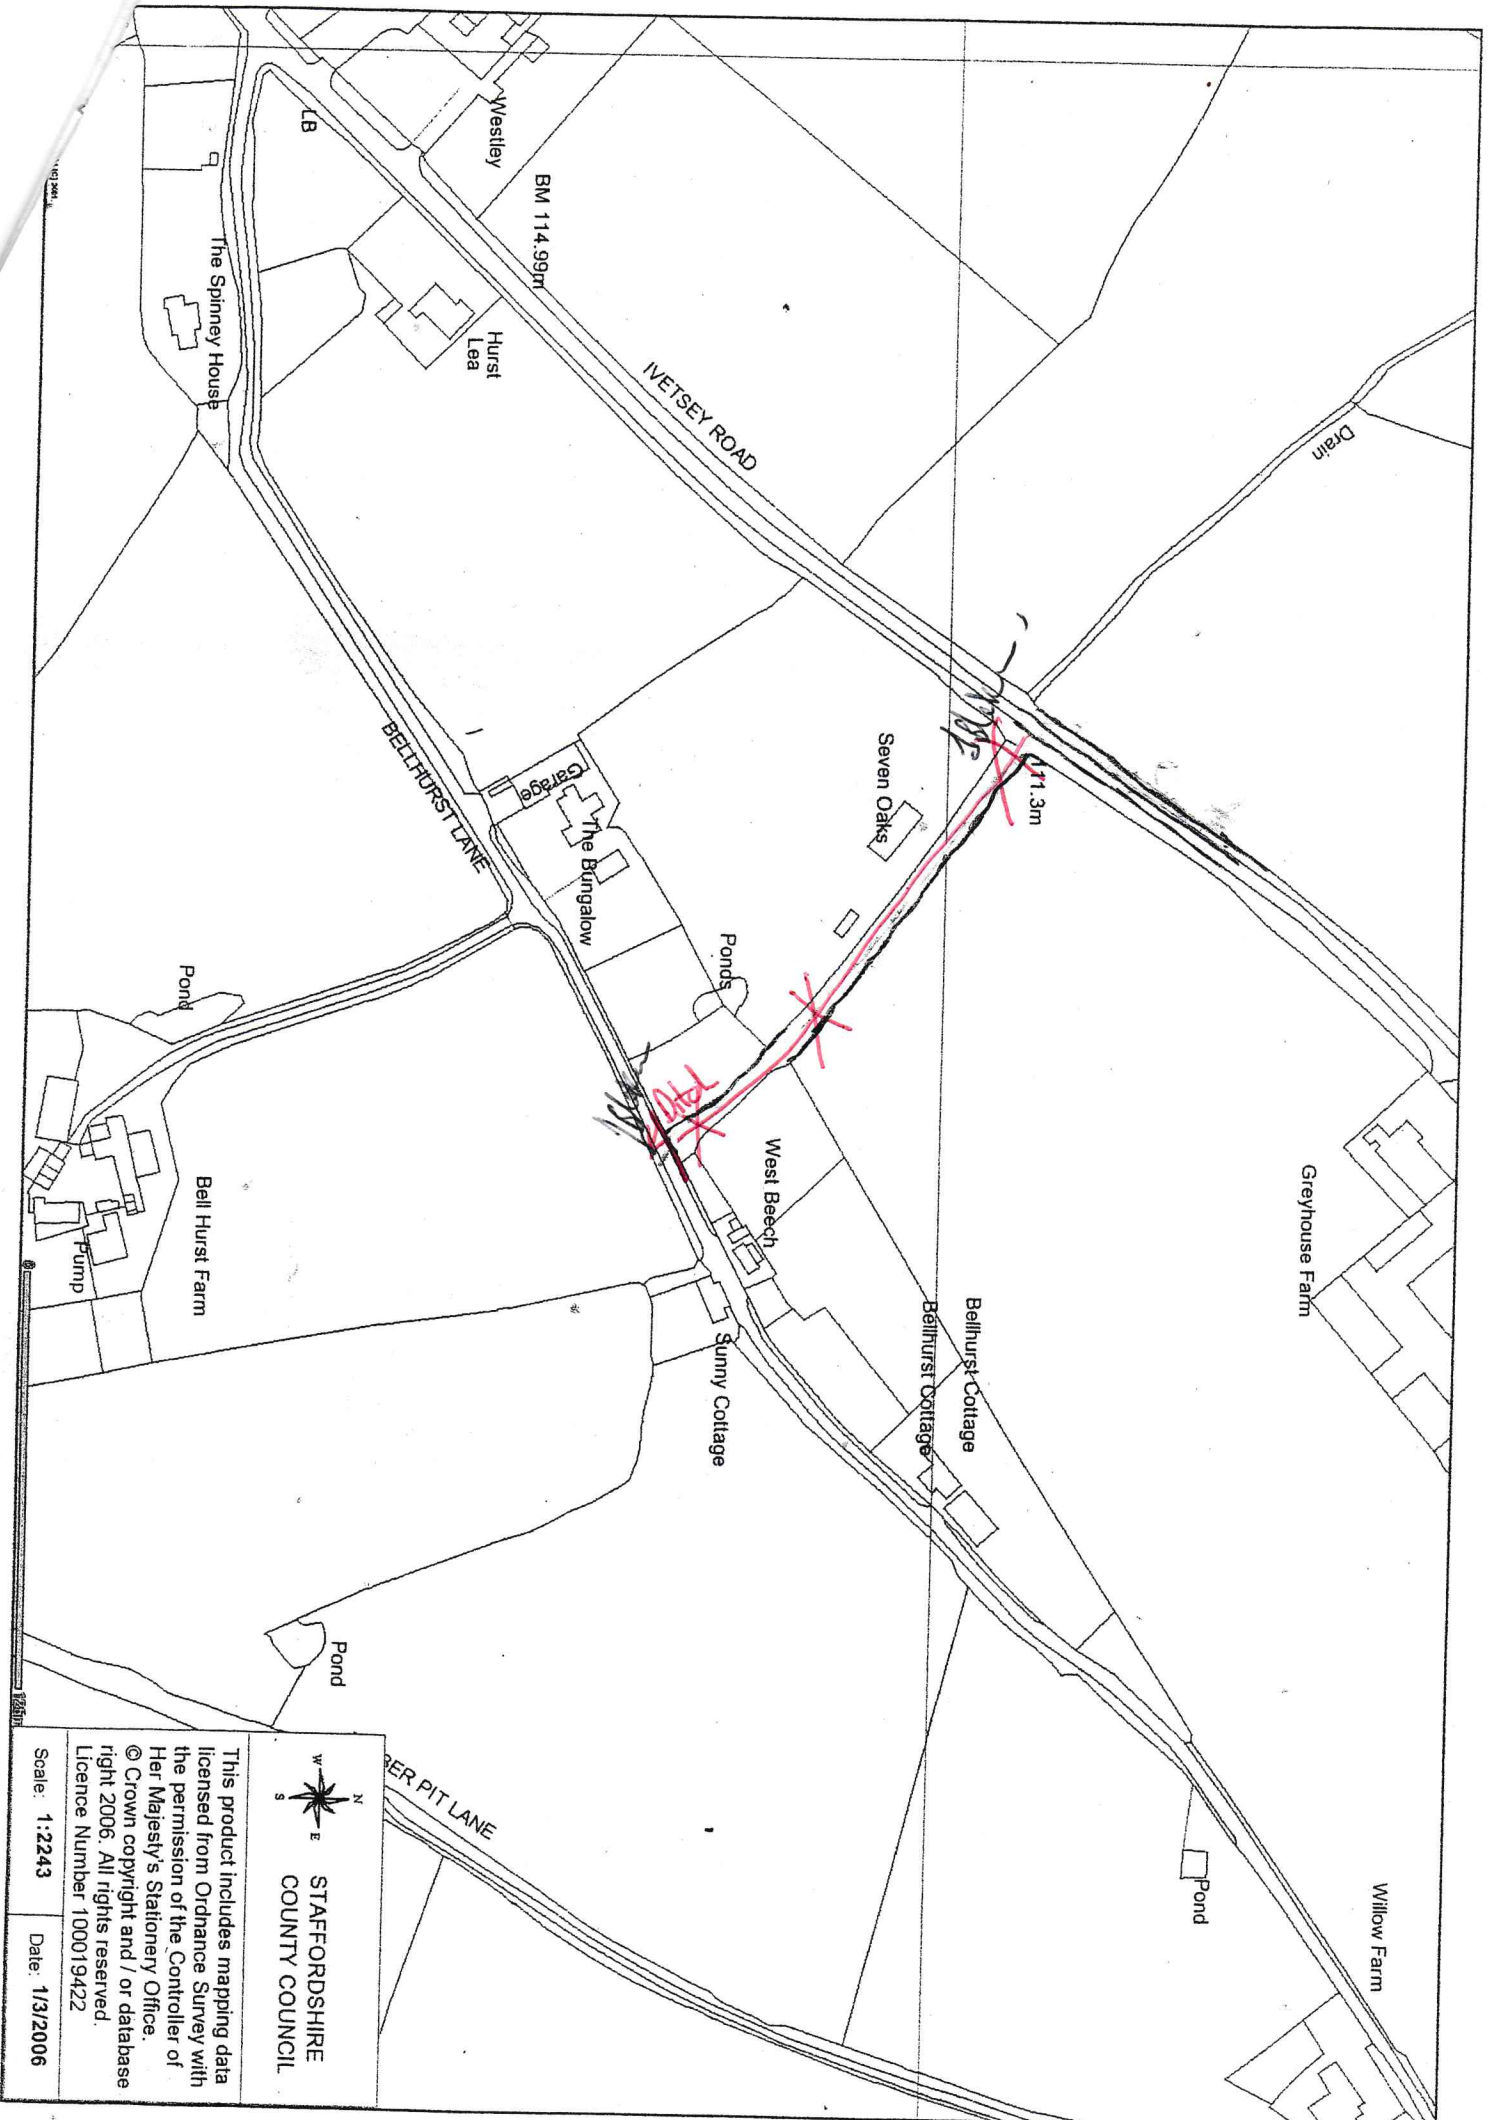 Westley
LB
BM 114.99m
The Spinney House
Hurst
Lea
IVETSEY ROAD
Drain
Seven Oaks
111.3m
Garage
The Bungalow
BELLHURST LANE
Ponds
Pond
Ditch
West Beech
Greyhouse Farm
Bell Hurst Farm
Pump
Sunny Cottage
Bellhurst Cottage
Bellhurst Cottage
Pond
Pond
Willow Farm
BER PIT LANE
N
W
E
S
STAFFORDSHIRE
COUNTY COUNCIL
This product includes mapping data
licensed from Ordnance Survey with
the permission of the Controller of
Her Majesty's Stationery Office.
© Crown copyright and / or database
right 2006. All rights reserved.
Licence Number 100019422
Scale: 1:2243
Date: 1/3/2006